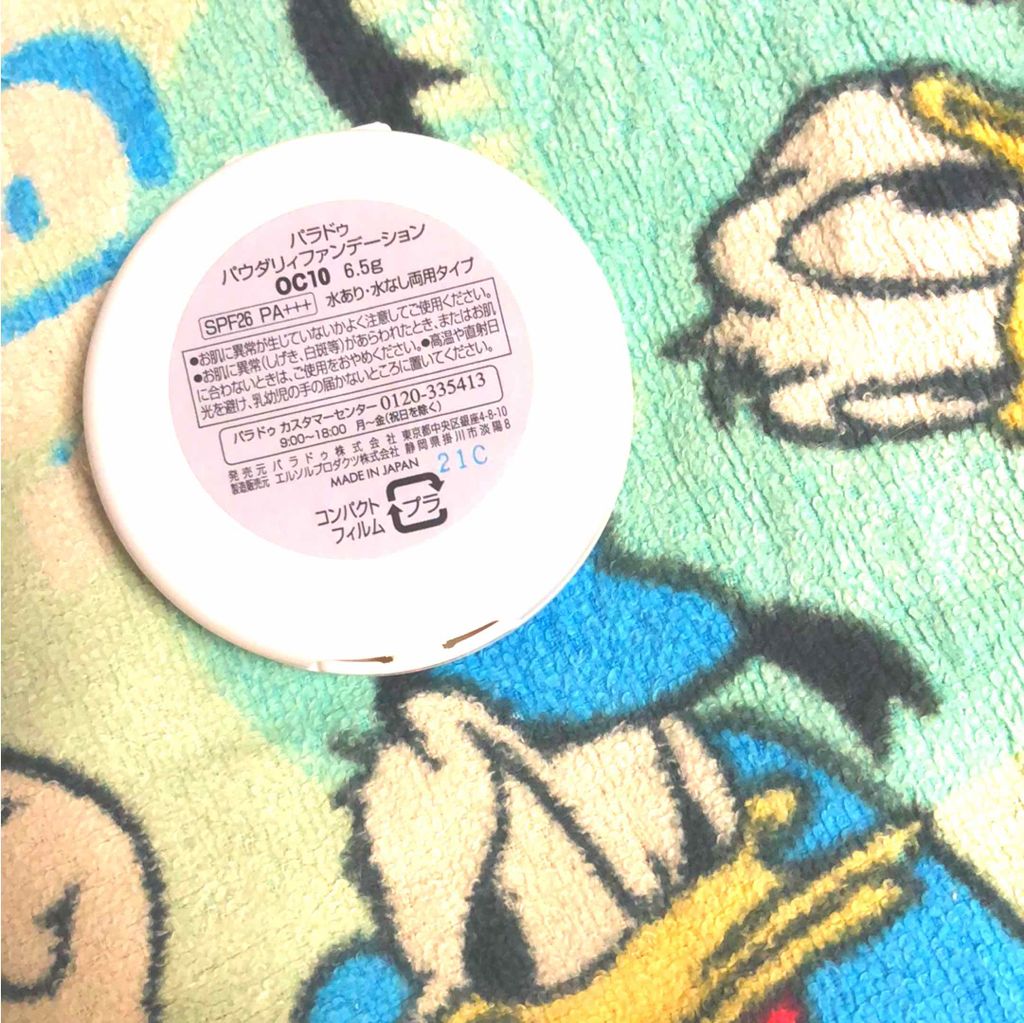 パラドゥ
パウダリィファンデーション
OC10 6.5g
SPF26 PA+++ 水あり・水なし両用タイプ
●お肌に異常が生じていないかよく注意してご使用ください。
●お肌に異常(しげき、白斑等)があらわれたとき、またはお肌
に合わないときは、ご使用をおやめください。●高温や直射日
光を避け、乳幼児の手の届かないところに置いてください。
パラドゥ カスタマーセンター 0120-335413
9:00~18:00 月~金(祝日を除く)
発売元 パラドゥ株式会社 東京都中央区銀座4-8-10
製造販売元 エルソルプロダクツ株式会社 静岡県掛川市淡陽8
MADE IN JAPAN 21C
コンパクト
フィルム プラ